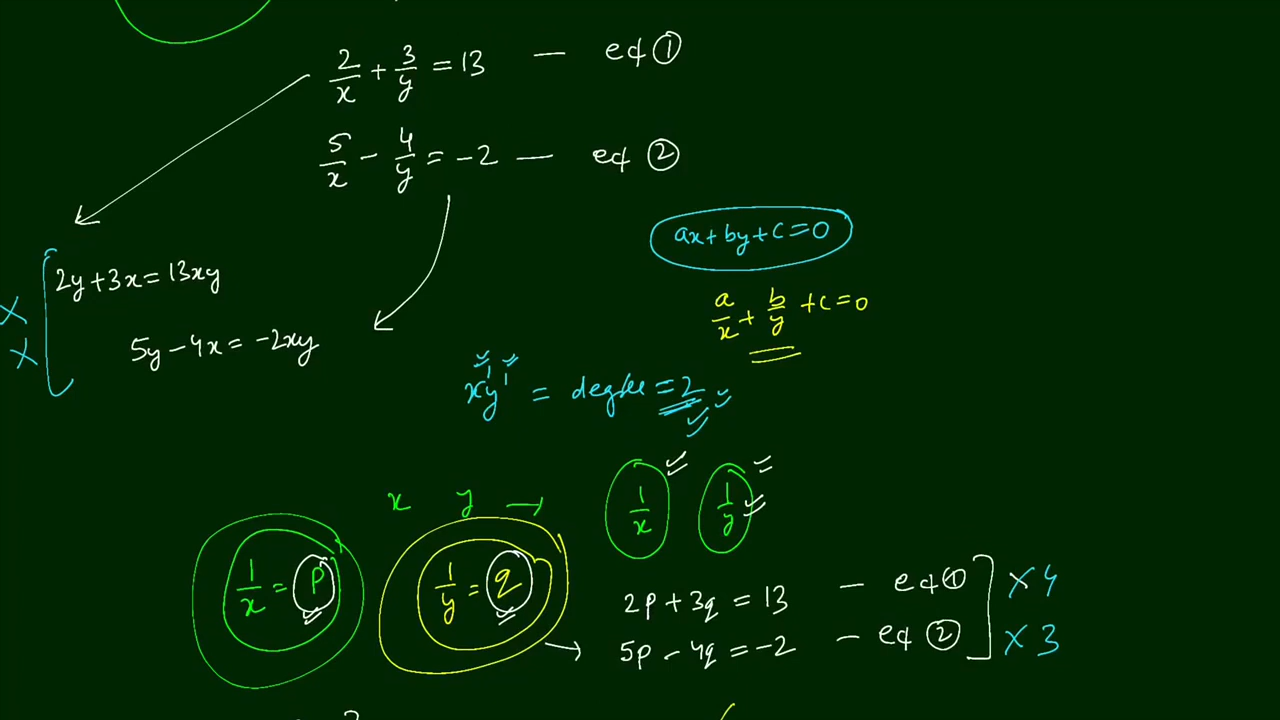 2/x + 3/y = 13 — eq ①
5/x - 4/y = -2 — eq ②
ax+by+c=0
2y+3x=13xy
a/x + b/y + c=0
X
X
5y-4x=-2xy
x¹y¹ = degree = 2
x y → 1/x 1/y
1/x = p 1/y = q
2p + 3q = 13 — eq ① × 4
→ 5p - 4q = -2 — eq ② × 3